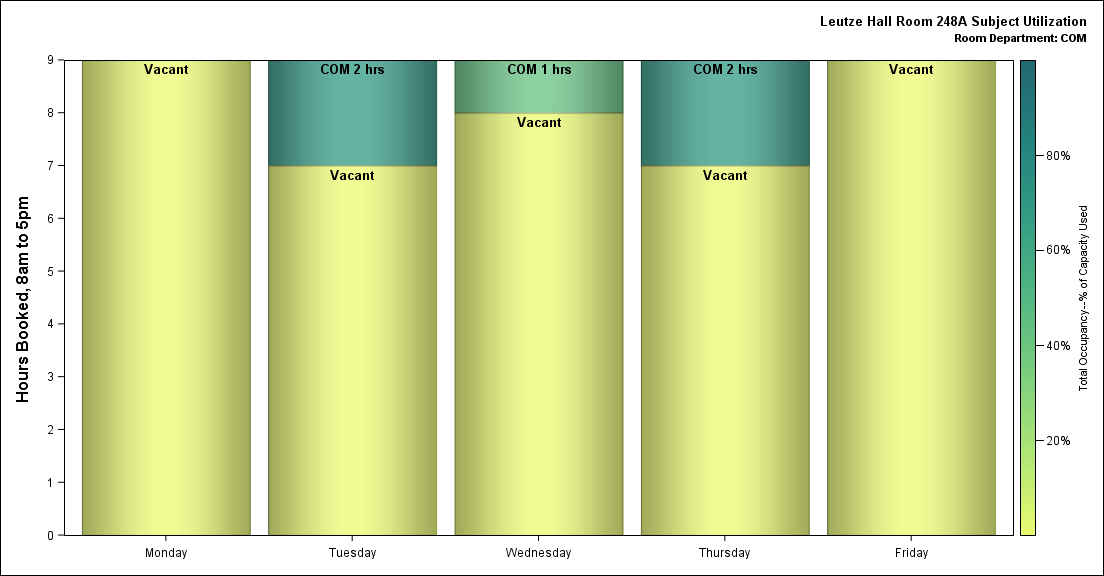 Leutze Hall Room 248A Subject Utilization
Room Department: COM
Hours Booked, 8am to 5pm
9
8
7
6
5
4
3
2
1
0
Vacant
COM 2 hrs
COM 1 hrs
COM 2 hrs
Vacant
Vacant
Vacant
Vacant
Monday
Tuesday
Wednesday
Thursday
Friday
80%
60%
40%
20%
Total Occupancy--% of Capacity Used